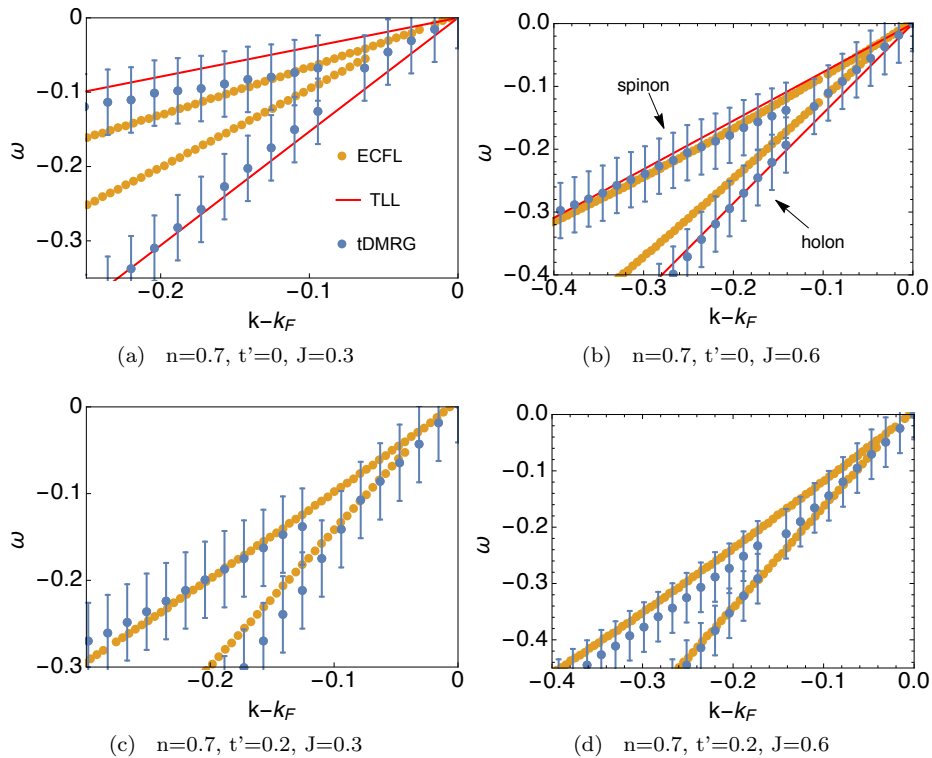 0
−0.1
−0.2
−0.3
ω
ECFL
TLL
tDMRG
−0.2 −0.1 0
k−k_F
(a) n=0.7, t'=0, J=0.3
0.0
−0.1
−0.2
−0.3
−0.4
ω
spinon
holon
−0.4 −0.3 −0.2 −0.1 0.0
k−k_F
(b) n=0.7, t'=0, J=0.6
0
−0.1
−0.2
−0.3
ω
−0.2 −0.1 0
k−k_F
(c) n=0.7, t'=0.2, J=0.3
0.0
−0.1
−0.2
−0.3
−0.4
ω
−0.4 −0.3 −0.2 −0.1 0.0
k−k_F
(d) n=0.7, t'=0.2, J=0.6